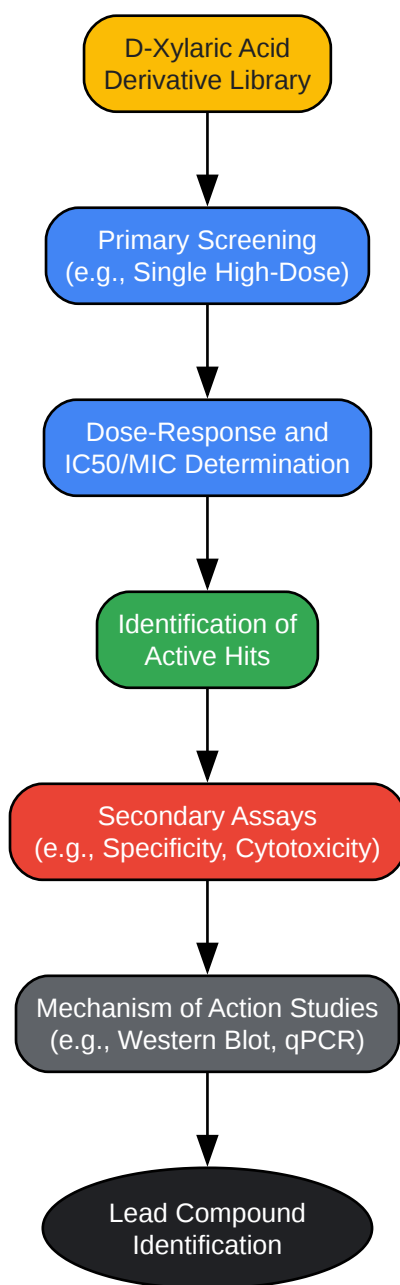 D-Xylaric Acid
Derivative Library
Primary Screening
(e.g., Single High-Dose)
Dose-Response and
IC50/MIC Determination
Identification of
Active Hits
Secondary Assays
(e.g., Specificity, Cytotoxicity)
Mechanism of Action Studies
(e.g., Western Blot, qPCR)
Lead Compound
Identification